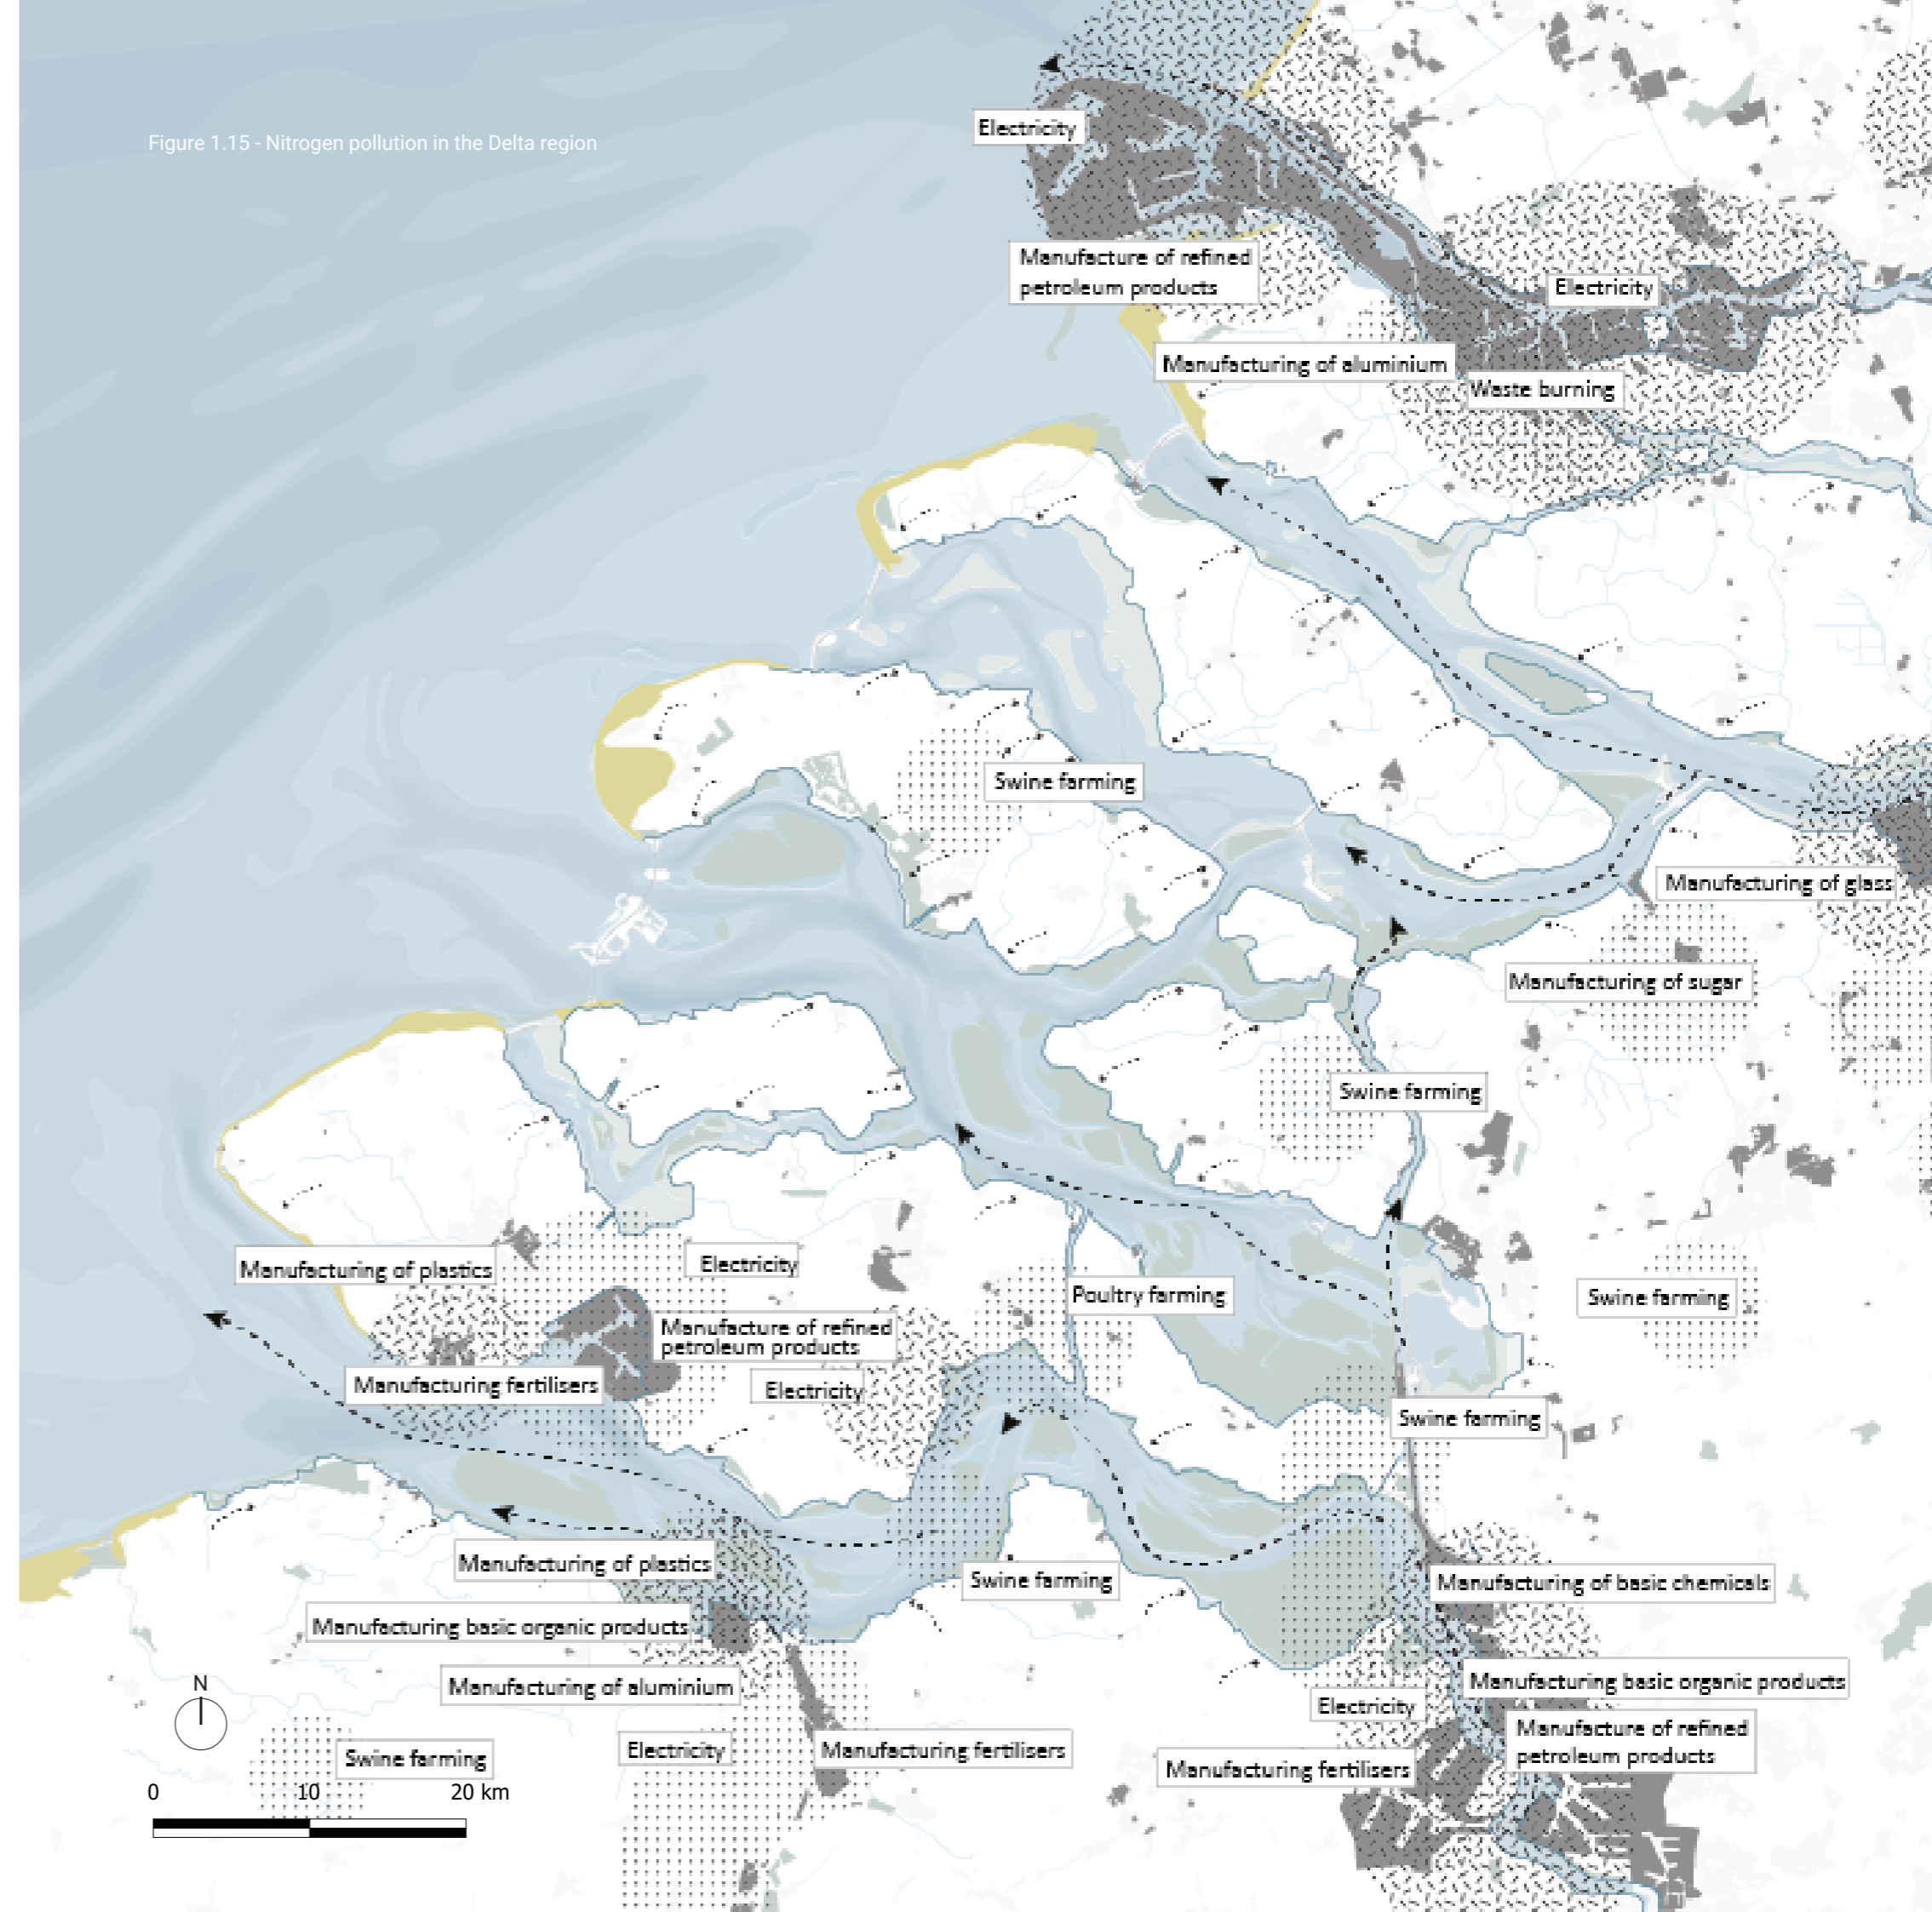 Figure 1.15 - Nitrogen pollution in the Delta region
Electricity
Manufacture of refined
petroleum products
Electricity
Manufacturing of aluminium
Waste burning
Swine farming
Manufacturing of glass
Manufacturing of sugar
Swine farming
Manufacturing of plastics
Electricity
Poultry farming
Swine farming
Manufacture of refined
petroleum products
Manufacturing fertilisers
Electricity
Swine farming
Manufacturing of plastics
Swine farming
Manufacturing of basic chemicals
Manufacturing basic organic products
Manufacturing of aluminium
Manufacturing basic organic products
Electricity
Manufacture of refined
petroleum products
N
Swine farming
Electricity
Manufacturing fertilisers
Manufacturing fertilisers
0 10 20 km